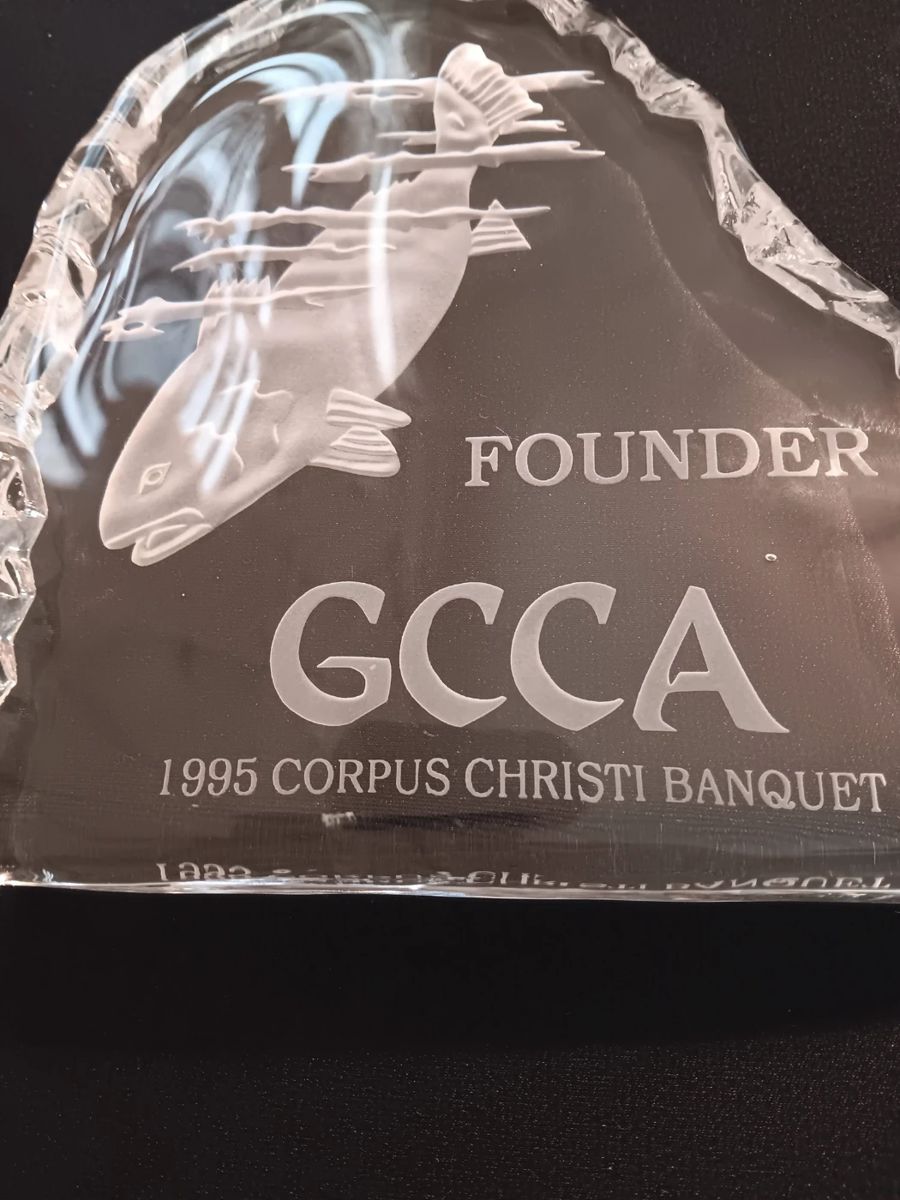 FOUNDER
GCCA
1995 CORPUS CHRISTI BANQUET